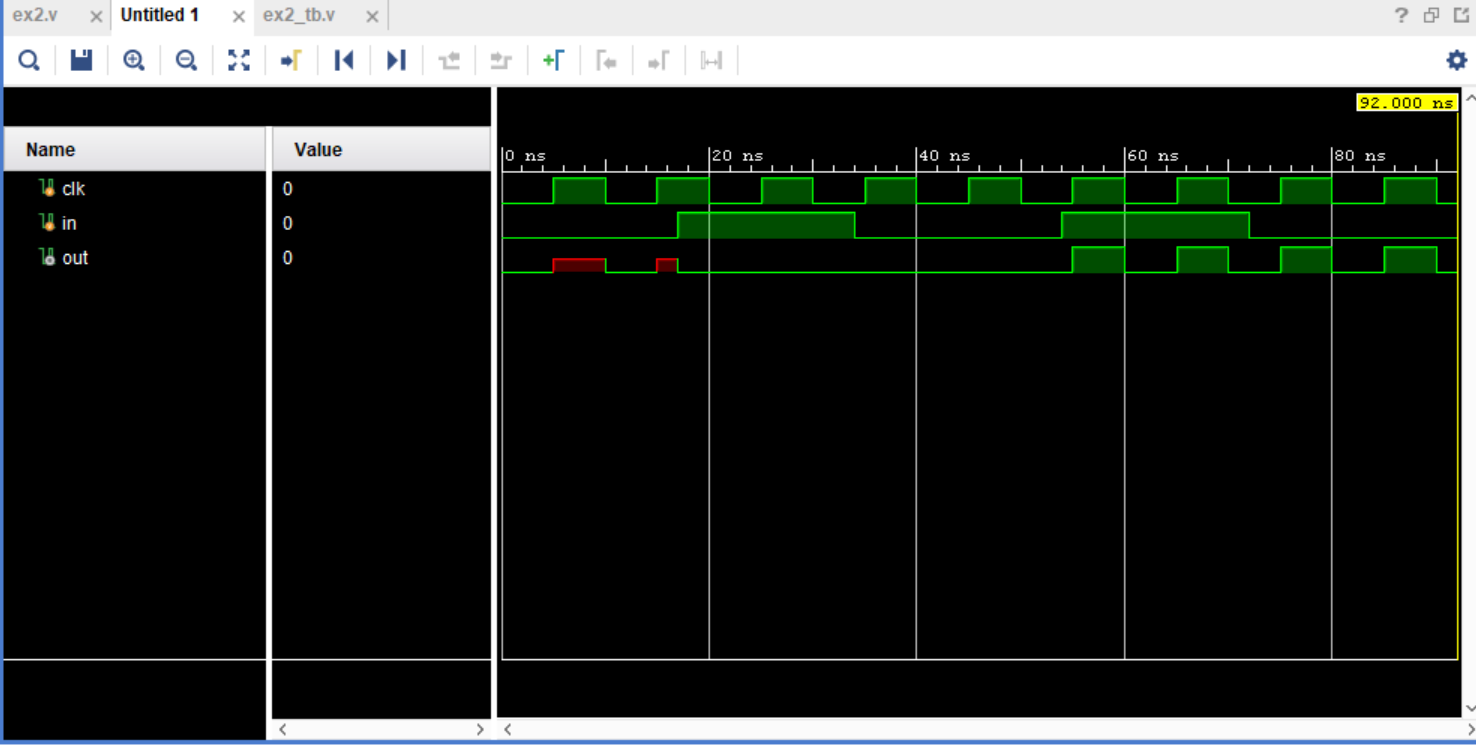 ex2.v × Untitled 1 × ex2_tb.v ×
92.000 ns
Name Value
0 ns 20 ns 40 ns 60 ns 80 ns
clk 0
in 0
out 0